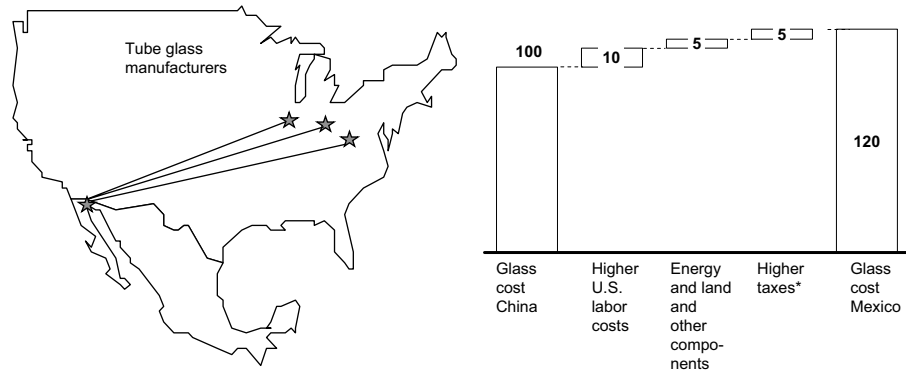 Tube glass
manufacturers
100
10
5
5
120
Glass
cost
China
Higher
U.S.
labor
costs
Energy
and land
and
other
compo-
nents
Higher
taxes*
Glass
cost
Mexico